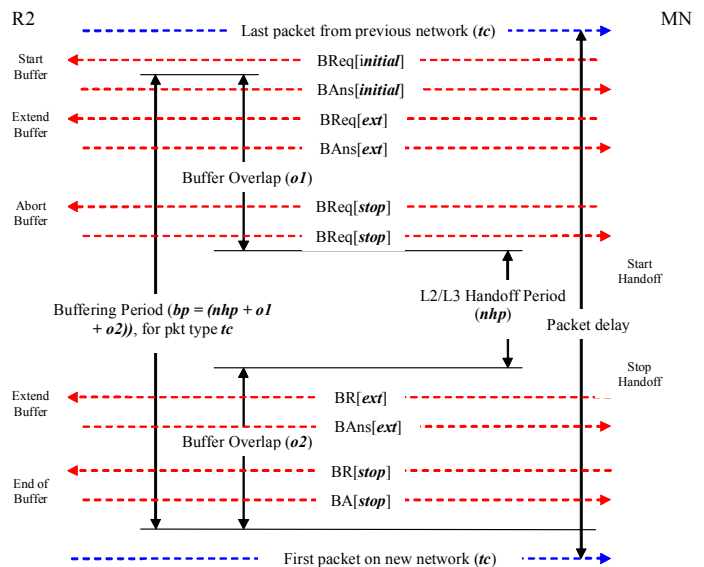 R2
MN
Last packet from previous network (tc)
Start
Buffer
BReq[initial]
BAns[initial]
Extend
Buffer
BReq[ext]
BAns[ext]
Buffer Overlap (o1)
Abort
Buffer
BReq[stop]
BReq[stop]
Start
Handoff
L2/L3 Handoff Period
(nhp)
Buffering Period (bp = (nhp + o1
+ o2)), for pkt type tc
Packet delay
Stop
Handoff
Extend
Buffer
BR[ext]
BAns[ext]
Buffer Overlap (o2)
End of
Buffer
BR[stop]
BA[stop]
First packet on new network (tc)